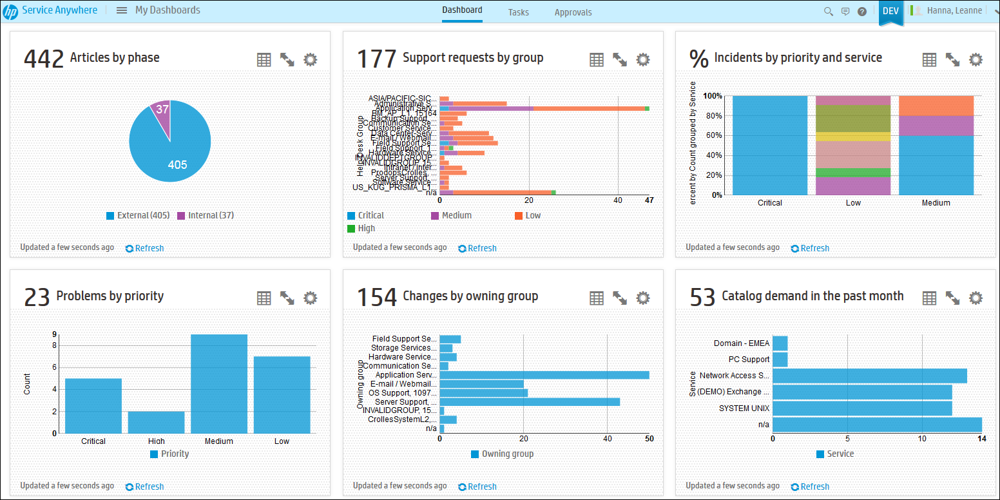 hp Service Anywhere My Dashboards Dashboard Tasks Approvals ? DEV Hanna, Leanne
442 Articles by phase
37
405
External (405) Internal (37)
Updated a few seconds ago Refresh
177 Support requests by group
Help Desk Group
ASIA/PACIFIC-SIC...
Administrative S...
Application Serv...
BM_AP_L1_15164
Backup Support...
Communication Se...
Customer Service...
Data Center-Serv...
E-mail / Webmail...
Field Support Se...
Field Support, 1...
Hardware Service...
INVALIDDEPTGROUP...
INVALIDGROUP, 15...
Intranet / Inter...
ProdopsCrolles, ...
Server Support, ...
Software Service...
US_KUG_PRISMA_L1...
n/a
0 20 40 47
Critical Medium Low
High
Updated a few seconds ago Refresh
% Incidents by priority and service
ercent by Count grouped by Service
100%
80%
60%
40%
20%
0%
Critical Low Medium
Updated a few seconds ago Refresh
23 Problems by priority
Count
9
8
6
4
2
0
Critical High Medium Low
Priority
Updated a few seconds ago Refresh
154 Changes by owning group
Owning group
Field Support Se...
Storage Services...
Hardware Service...
Communication Se...
Application Serv...
E-mail / Webmail...
OS Support, 1097...
Server Support, ...
INVALIDGROUP, 15...
CrollesSystemL2,...
n/a
0 20 40 50
Owning group
Updated a few seconds ago Refresh
53 Catalog demand in the past month
Service
Domain - EMEA
PC Support
Network Access S...
(DEMO) Exchange ...
SYSTEM UNIX
n/a
0 5 10 14
Service
Updated a few seconds ago Refresh